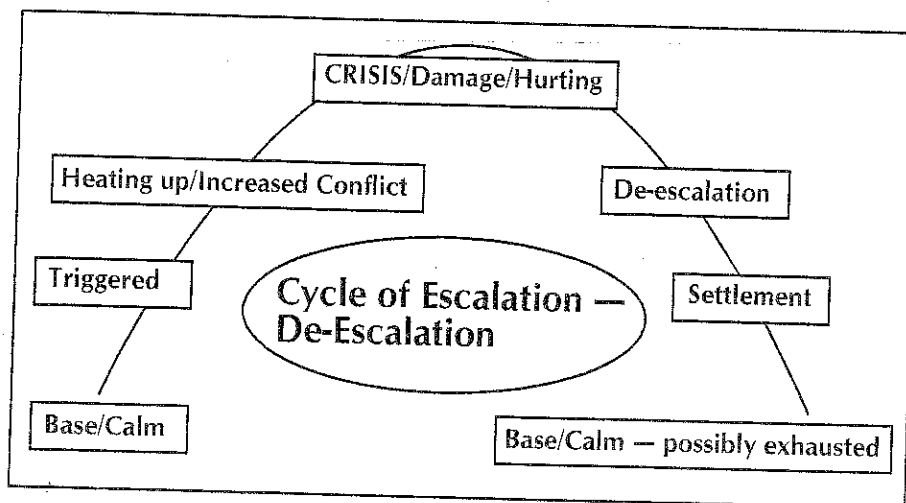 CRISIS/Damage/Hurting
Heating up/Increased Conflict
De-escalation
Triggered
Cycle of Escalation —
De-Escalation
Settlement
Base/Calm
Base/Calm — possibly exhausted